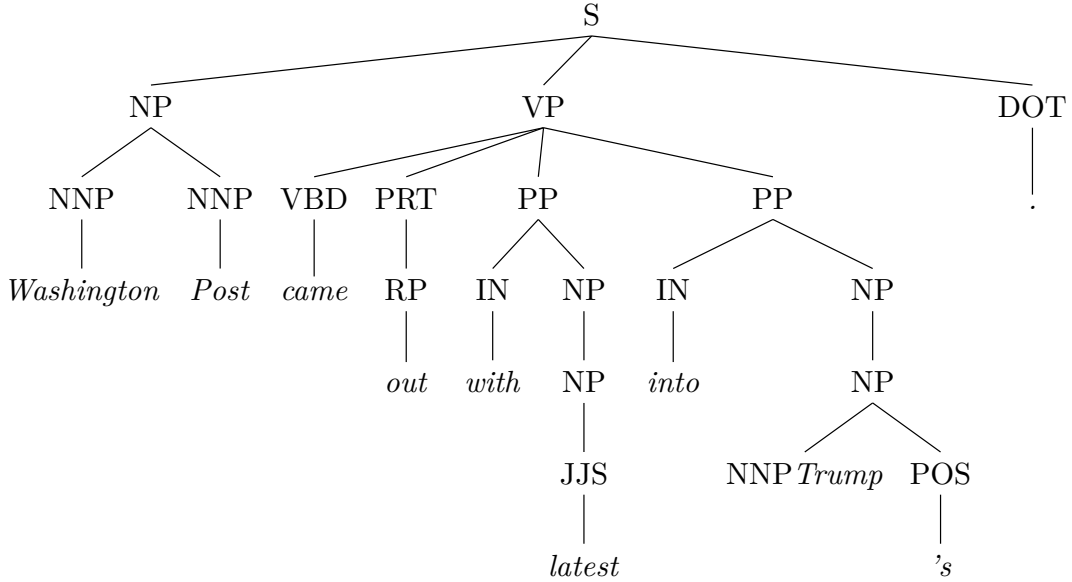 S
NP VP DOT
NNP NNP VBD PRT PP PP .
Washington Post came RP IN NP IN NP
out with NP into NP
JJS NNP Trump POS
latest 's